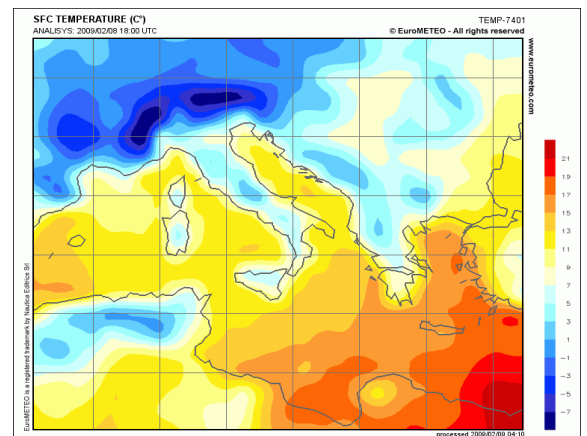 SFC TEMPERATURE (C°)
TEMP-7401
ANALISYS: 2009/02/08 18:00 UTC
© EuroMETEO - All rights reserved
www.eurometeo.com
EuroMETEO is a registered trademark by Nautica Editrice Srl
21
19
17
15
13
11
9
7
5
3
1
-1
-3
-5
-7
processed 2009/02/09 04:10